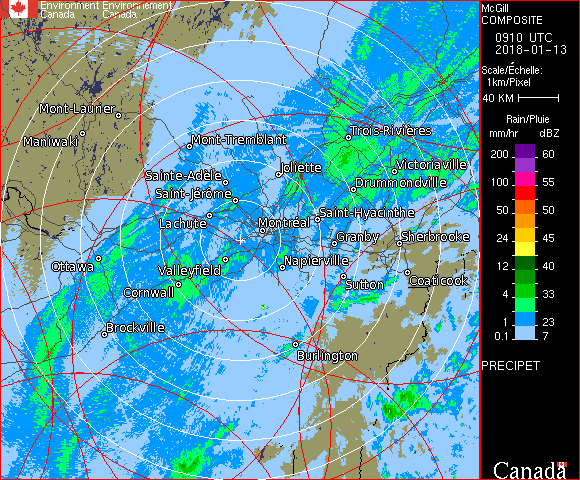 Environment Environnement
Canada Canada
McGill
COMPOSITE
0910 UTC
2018-01-13
Scale/Échelle:
1km/Pixel
40 KM
Rain/Pluie
mm/hr dBZ
200 60
100 55
50 50
24 45
12 40
4 33
1 23
0.1 7
PRECIPET
Canada
Mont-Laurier
Maniwaki
Mont-Tremblant
Trois-Rivières
Sainte-Adèle
Joliette
Victoriaville
Saint-Jérôme
Drummondville
Lachute
Montréal
Saint-Hyacinthe
Granby
Sherbrooke
Ottawa
Valleyfield
Napierville
Cornwall
Sutton
Coaticook
Brockville
Burlington